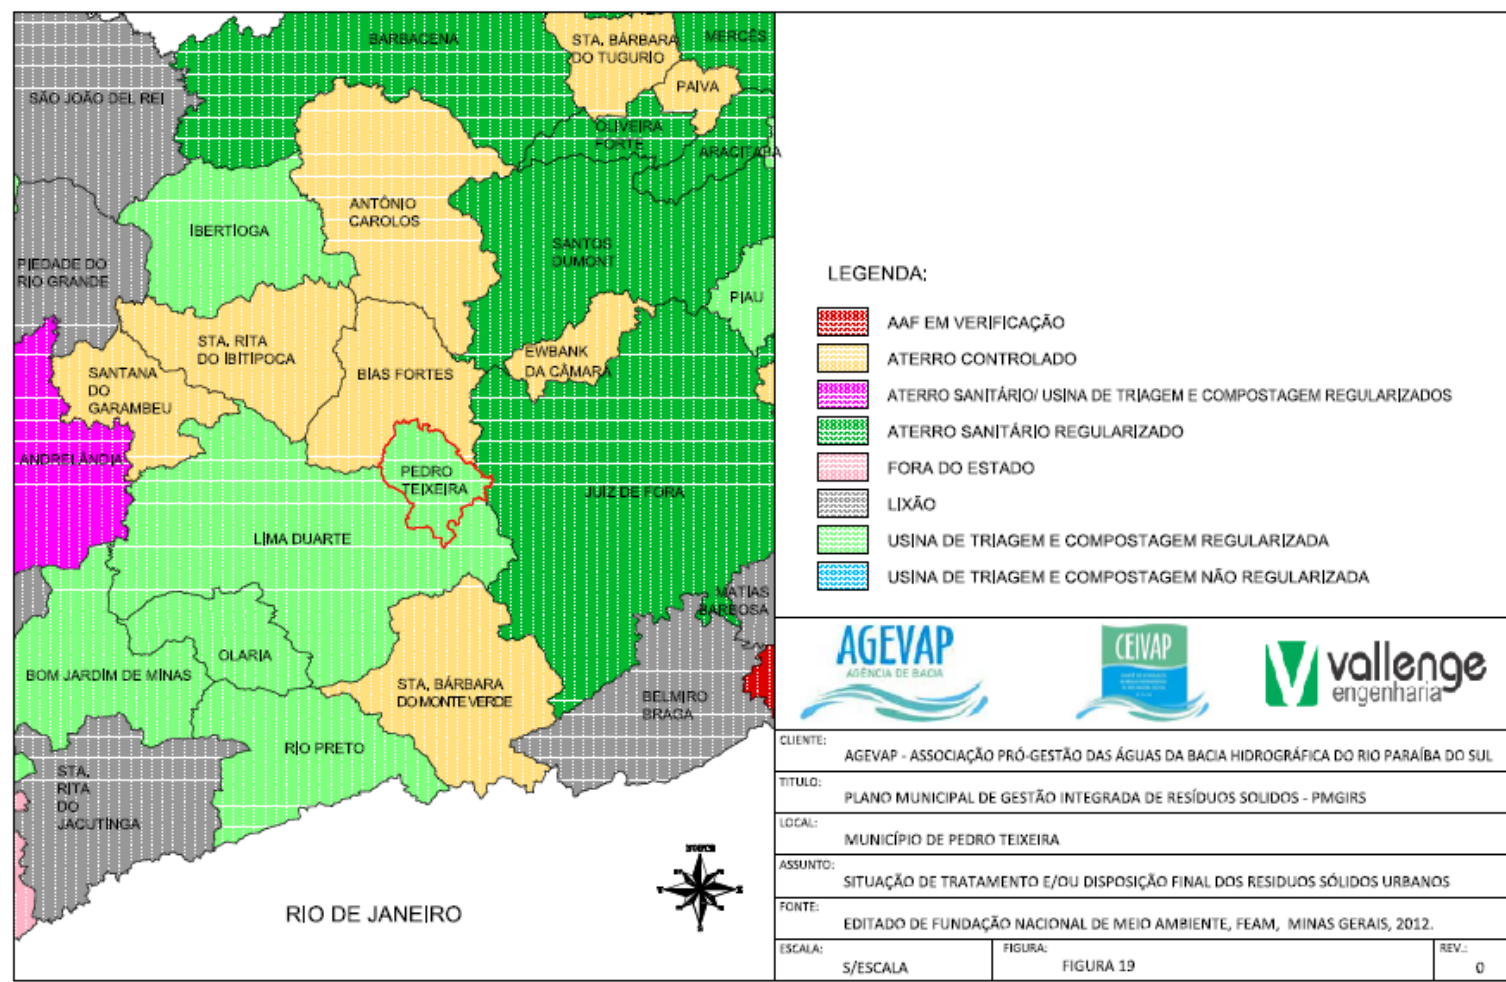 BARBACENA
STA. BÁRBARA
DO TUGURIO
MERCÊS
PAIVA
SÃO JOÃO DEL REI
OLIVEIRA
FORTE
ARACITABA
ANTÔNIO
CAROLOS
IBERTIOGA
SANTOS
DUMONT
PIEDADE DO
RIO GRANDE
PIAU
STA. RITA
DO IBITIPOCA
EWBANK
DA CÂMARA
SANTANA
DO
GARAMBEU
BIAS FORTES
ANDRELÂNDIA
PEDRO
TEIXEIRA
JUIZ DE FORA
LIMA DUARTE
MATIAS
BARBOSA
OLARIA
BOM JARDIM DE MINAS
STA. BÁRBARA
DO MONTE VERDE
BELMIRO
BRAGA
RIO PRETO
STA.
RITA
DO
JACUTINGA
RIO DE JANEIRO
NORTE
LEGENDA:
AAF EM VERIFICAÇÃO
ATERRO CONTROLADO
ATERRO SANITÁRIO/ USINA DE TRIAGEM E COMPOSTAGEM REGULARIZADOS
ATERRO SANITÁRIO REGULARIZADO
FORA DO ESTADO
LIXÃO
USINA DE TRIAGEM E COMPOSTAGEM REGULARIZADA
USINA DE TRIAGEM E COMPOSTAGEM NÃO REGULARIZADA
AGEVAP
AGÊNCIA DE BACIA
CEIVAP
vallenge
engenharia
CLIENTE:
AGEVAP - ASSOCIAÇÃO PRÓ-GESTÃO DAS ÁGUAS DA BACIA HIDROGRÁFICA DO RIO PARAÍBA DO SUL
TITULO:
PLANO MUNICIPAL DE GESTÃO INTEGRADA DE RESÍDUOS SOLIDOS - PMGIRS
LOCAL:
MUNICÍPIO DE PEDRO TEIXEIRA
ASSUNTO:
SITUAÇÃO DE TRATAMENTO E/OU DISPOSIÇÃO FINAL DOS RESIDUOS SÓLIDOS URBANOS
FONTE:
EDITADO DE FUNDAÇÃO NACIONAL DE MEIO AMBIENTE, FEAM, MINAS GERAIS, 2012.
ESCALA:
S/ESCALA
FIGURA:
FIGURA 19
REV.:
0